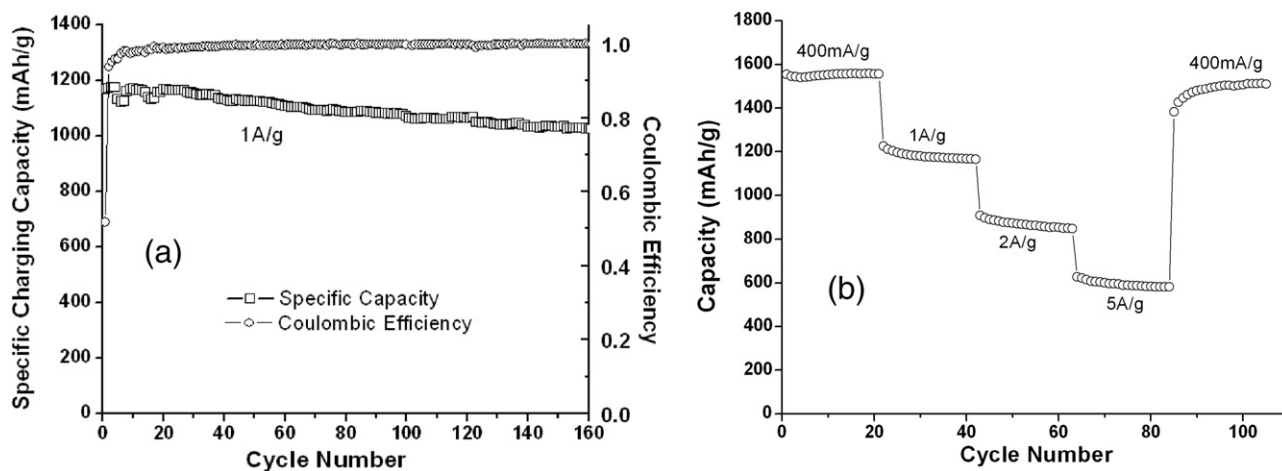 Specific Charging Capacity (mAh/g)
1400
1200
1000
800
600
400
200
0
1A/g
(a)
Specific Capacity
Coulombic Efficiency
0
20
40
60
80
100
120
140
160
Cycle Number
1.0
0.8
0.6
0.4
0.2
0.0
Coulombic Efficiency
Capacity (mAh/g)
1800
1600
1400
1200
1000
800
600
400
200
0
400mA/g
1A/g
2A/g
5A/g
400mA/g
(b)
0
20
40
60
80
100
Cycle Number